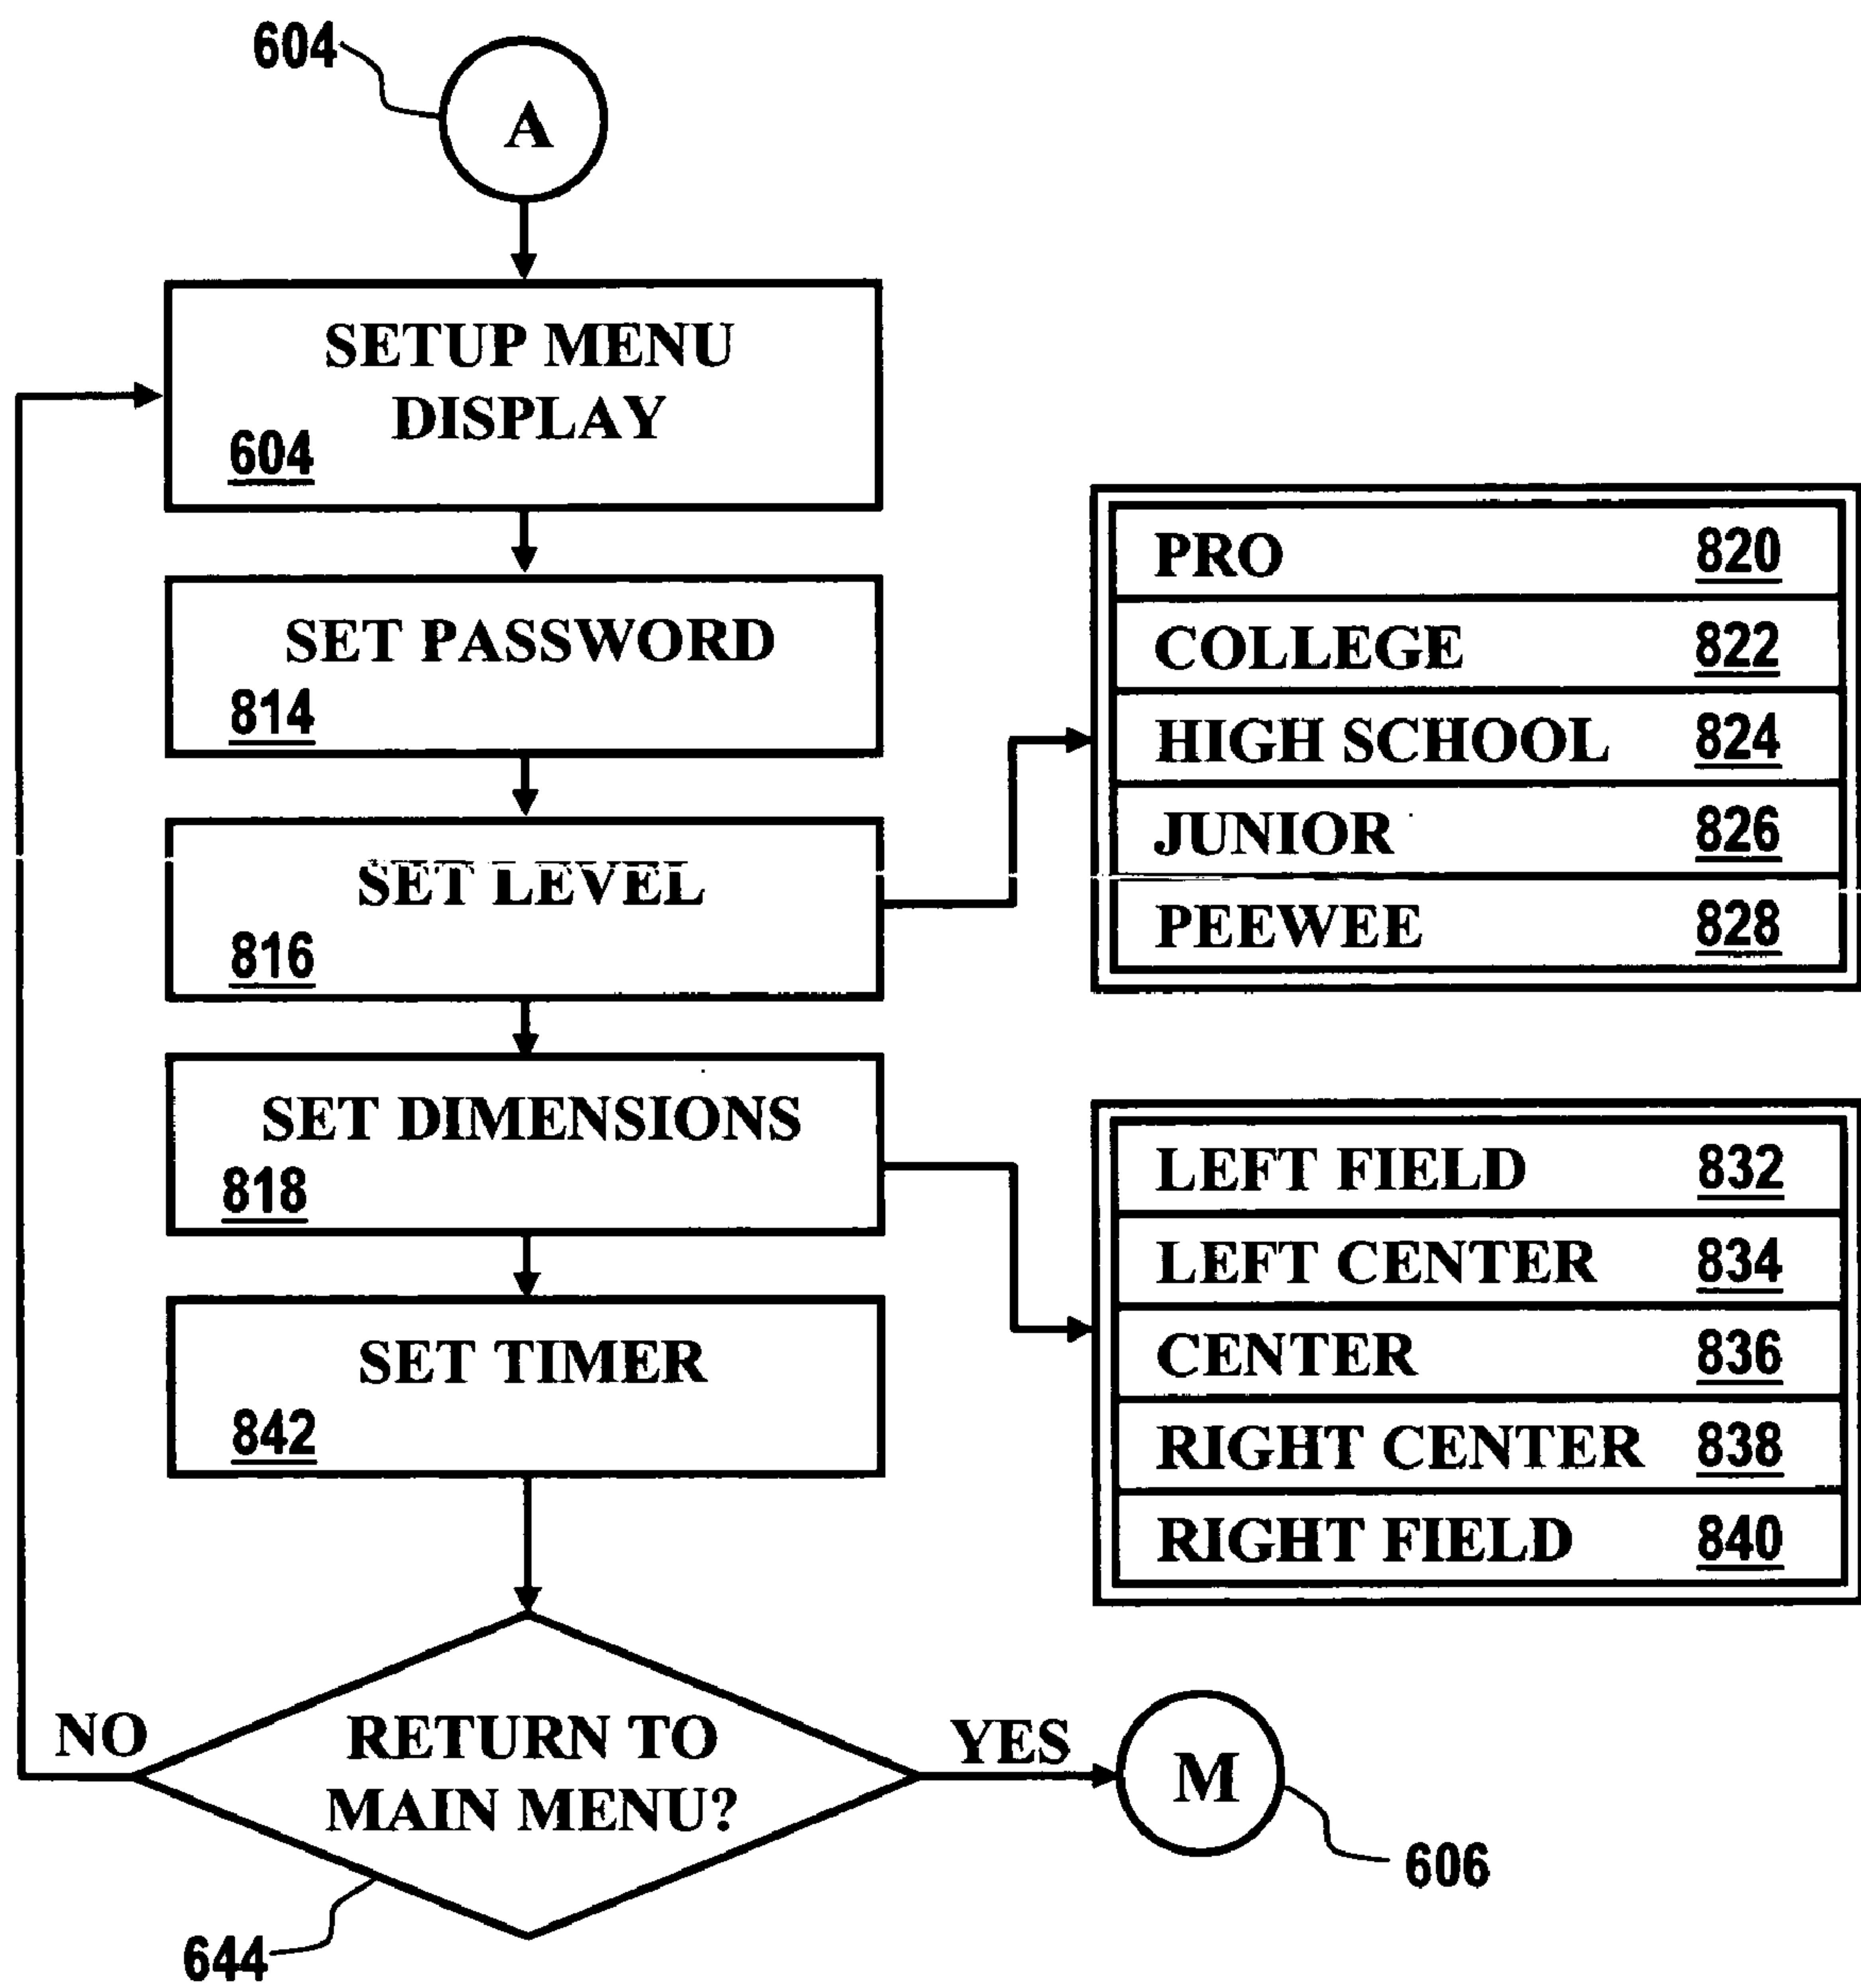 604
A
SETUP MENU
DISPLAY
604
SET PASSWORD
814
SET LEVEL
816
PRO 820
COLLEGE 822
HIGH SCHOOL 824
JUNIOR 826
PEEWEE 828
SET DIMENSIONS
818
LEFT FIELD 832
LEFT CENTER 834
CENTER 836
RIGHT CENTER 838
RIGHT FIELD 840
SET TIMER
842
NO
RETURN TO
MAIN MENU?
YES
M
606
644